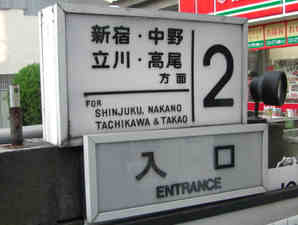 新宿・中野
立川・高尾
方面
2
FOR
SHINJUKU, NAKANO
TACHIKAWA & TAKAO
入口
ENTRANCE